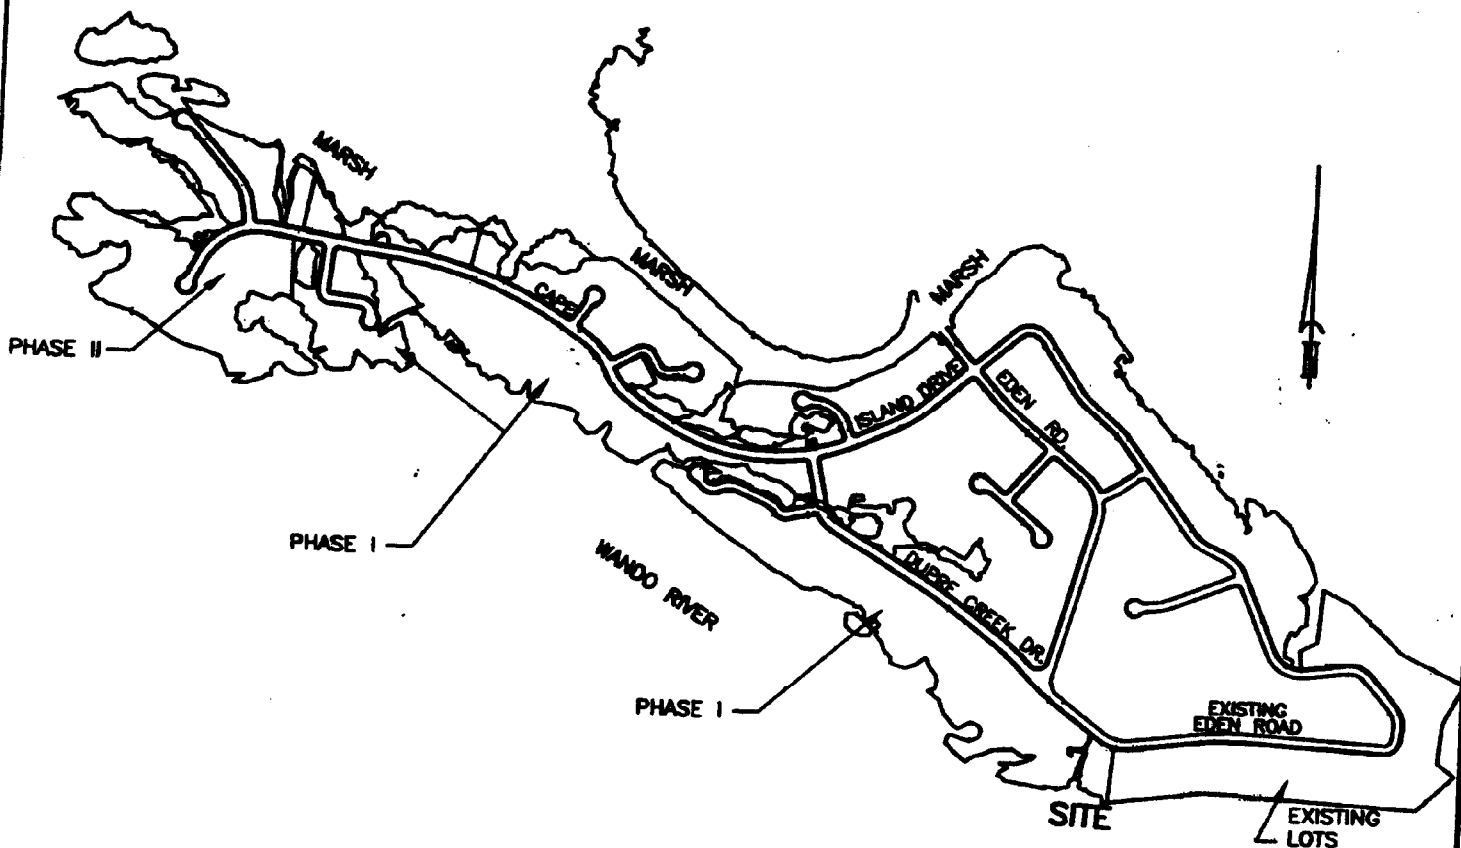 MARSH
MARSH
MARSH
CAPE
ISLAND DRIVE
EDEN RD.
PHASE II
PHASE I
WANDO RIVER
DUPRE CREEK DR.
PHASE I
EXISTING
EDEN ROAD
SITE
EXISTING
LOTS